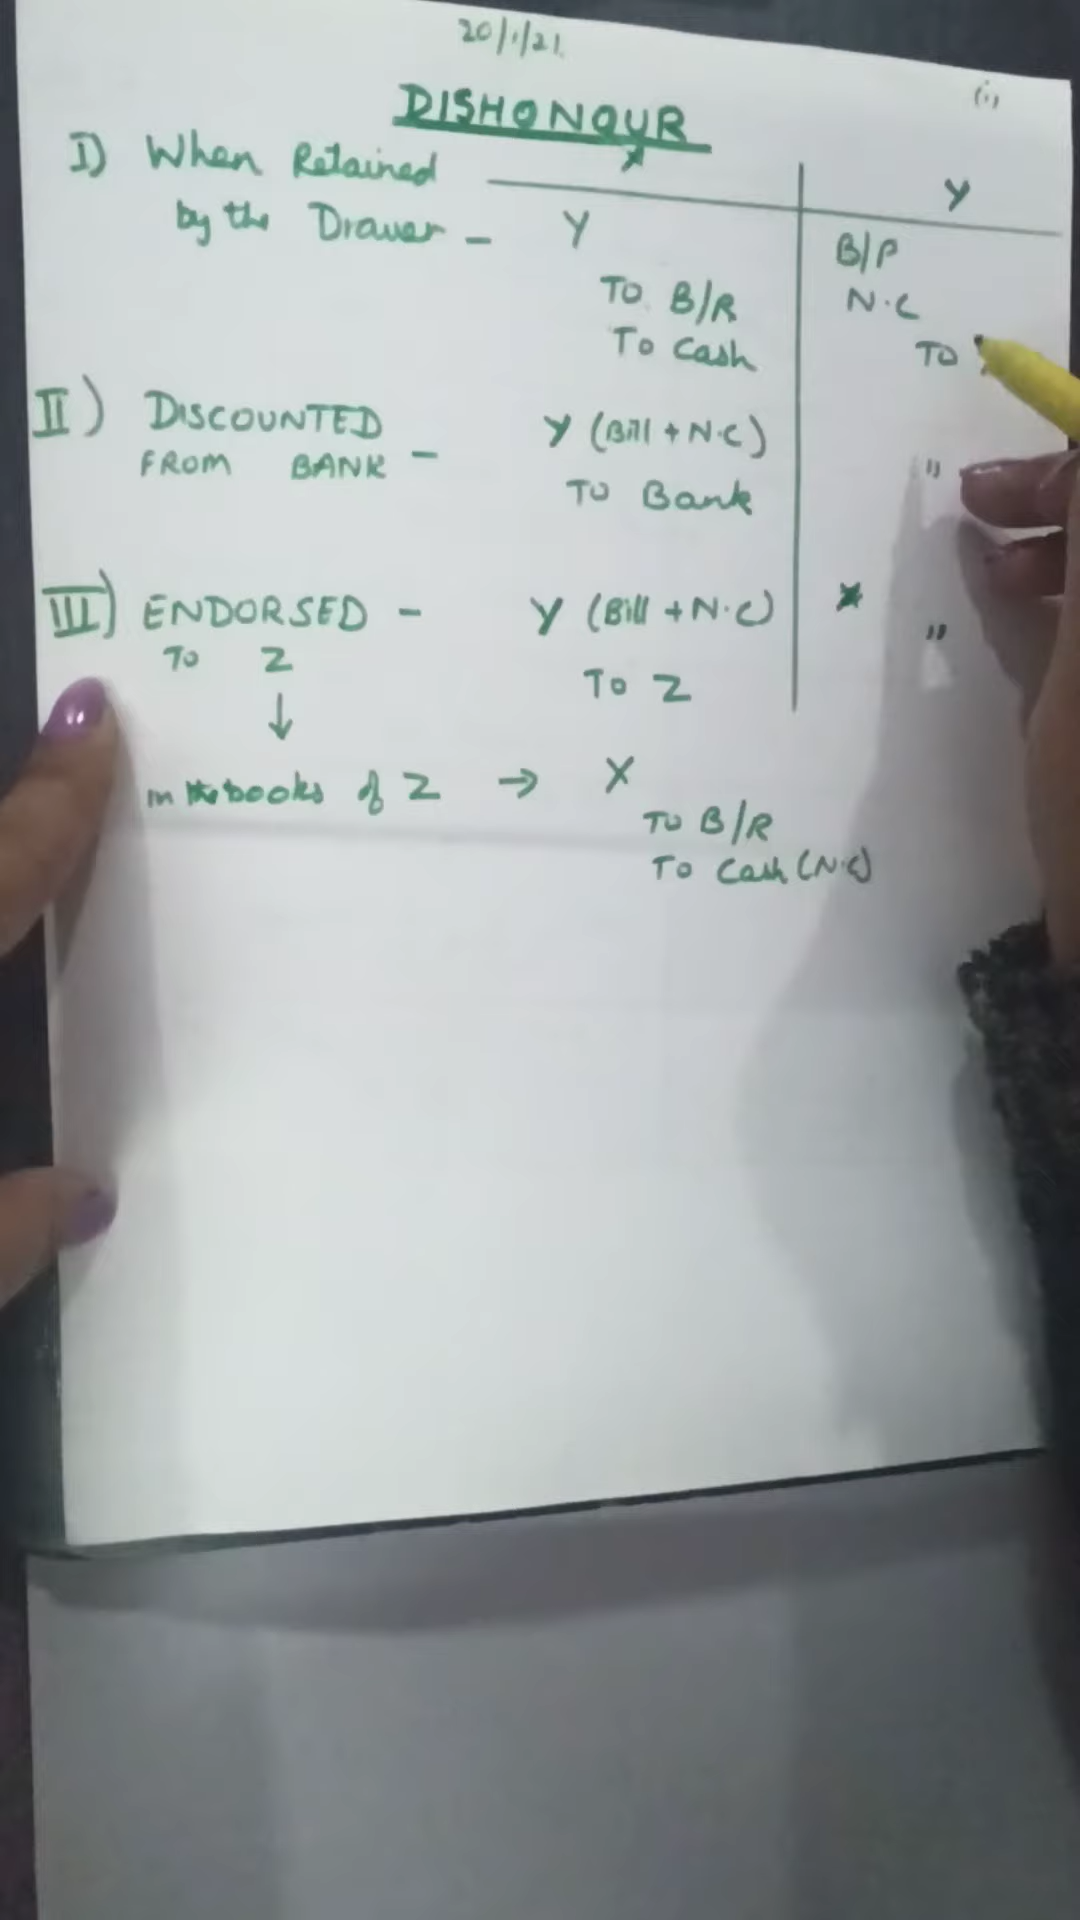 20/1/21
(1)
DISHONOUR
I) When Retained by the Drawer -
X
Y
Y
To B/R
To Cash
B/P
N.C
To
II) DISCOUNTED
FROM BANK -
Y (Bill + N.C)
To Bank
"
III) ENDORSED -
To Z
↓
Y (Bill + N.C)
To Z
"
in the books of Z → X
To B/R
To Cash (N.C)